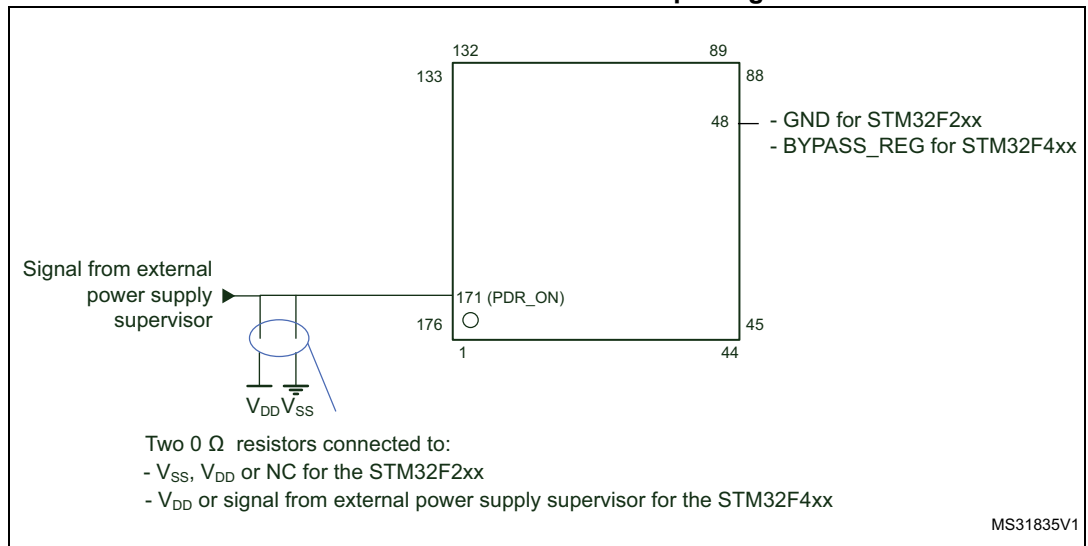 132
89
133
88
48
- GND for STM32F2xx
- BYPASS_REG for STM32F4xx
Signal from external
power supply
supervisor
171 (PDR_ON)
176
45
1
44
VDD VSS
Two 0 Ω resistors connected to:
- VSS, VDD or NC for the STM32F2xx
- VDD or signal from external power supply supervisor for the STM32F4xx
MS31835V1